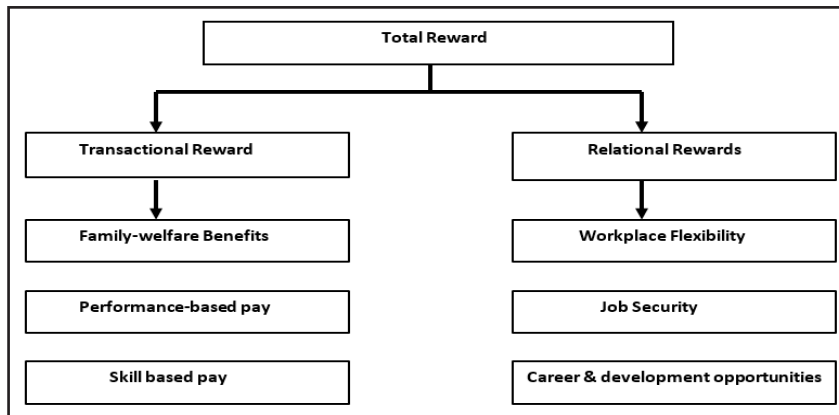 Total Reward
Transactional Reward
Relational Rewards
Family-welfare Benefits
Workplace Flexibility
Performance-based pay
Job Security
Skill based pay
Career & development opportunities